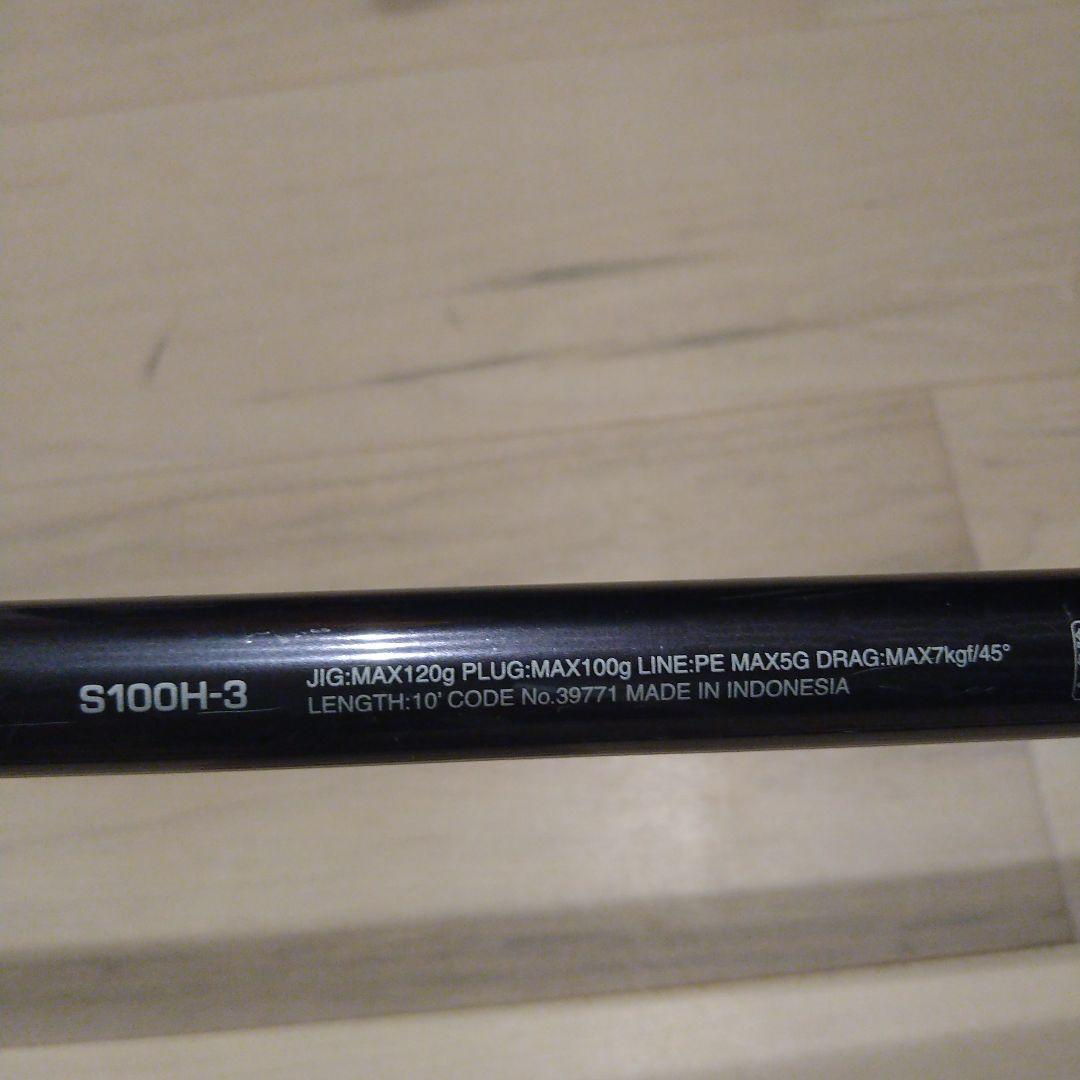 S100H-3
JIG:MAX120g PLUG:MAX100g LINE:PE MAX5G DRAG:MAX7kgf/45°
LENGTH:10' CODE No.39771 MADE IN INDONESIA